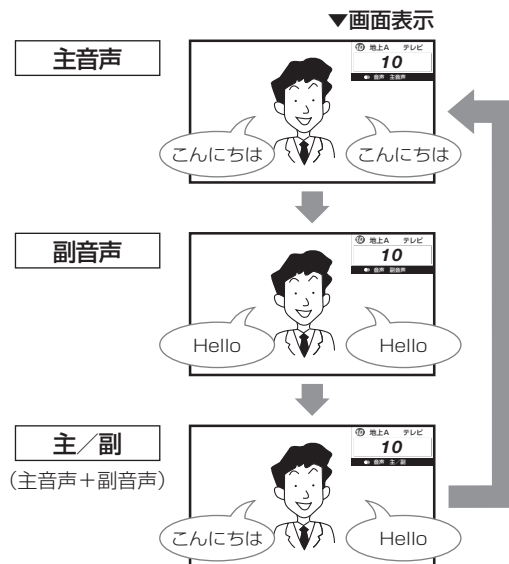 ▼画面表示
主音声
地上A テレビ
10
音声 主音声
こんにちは こんにちは
副音声
地上A テレビ
10
音声 副音声
Hello Hello
主／副
（主音声＋副音声）
地上A テレビ
10
音声 主／副
こんにちは Hello